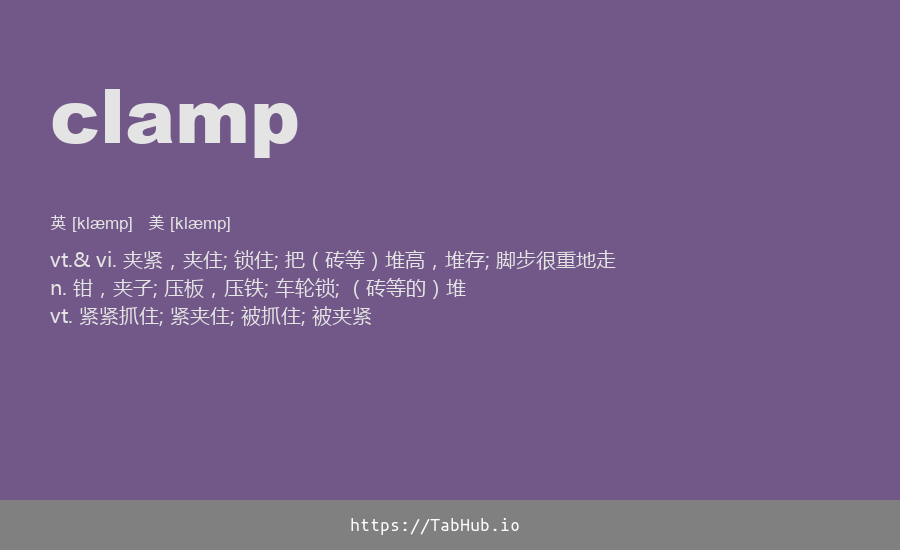 clamp
英 [klæmp] 美 [klæmp]
vt.& vi. 夹紧，夹住; 锁住; 把（砖等）堆高，堆存; 脚步很重地走
n. 钳，夹子; 压板，压铁; 车轮锁; （砖等的）堆
vt. 紧紧抓住; 紧夹住; 被抓住; 被夹紧
https://TabHub.io